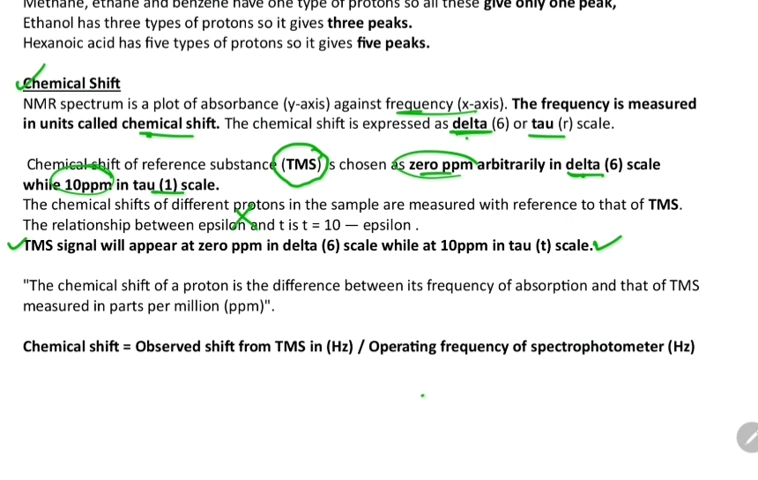 Methane, ethane and benzene have one type of protons so all these give only one peak,
Ethanol has three types of protons so it gives three peaks.
Hexanoic acid has five types of protons so it gives five peaks.
Chemical Shift
NMR spectrum is a plot of absorbance (y-axis) against frequency (x-axis). The frequency is measured
in units called chemical shift. The chemical shift is expressed as delta (6) or tau (r) scale.
Chemical shift of reference substance (TMS) is chosen as zero ppm arbitrarily in delta (6) scale
while 10ppm in tau (1) scale.
The chemical shifts of different protons in the sample are measured with reference to that of TMS.
The relationship between epsilon and t is t = 10 — epsilon .
TMS signal will appear at zero ppm in delta (6) scale while at 10ppm in tau (t) scale.
"The chemical shift of a proton is the difference between its frequency of absorption and that of TMS
measured in parts per million (ppm)".
Chemical shift = Observed shift from TMS in (Hz) / Operating frequency of spectrophotometer (Hz)